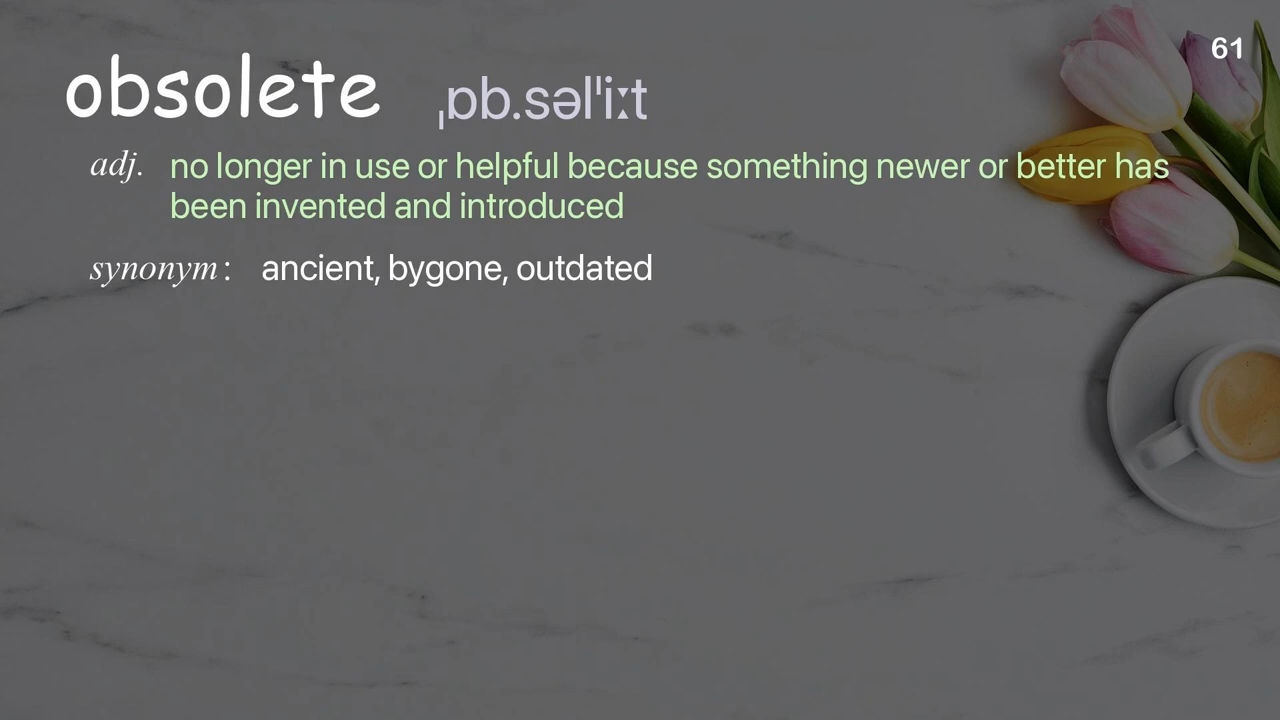 61
obsolete ˌɒb.səlˈiːt
adj. no longer in use or helpful because something newer or better has
been invented and introduced
synonym: ancient, bygone, outdated